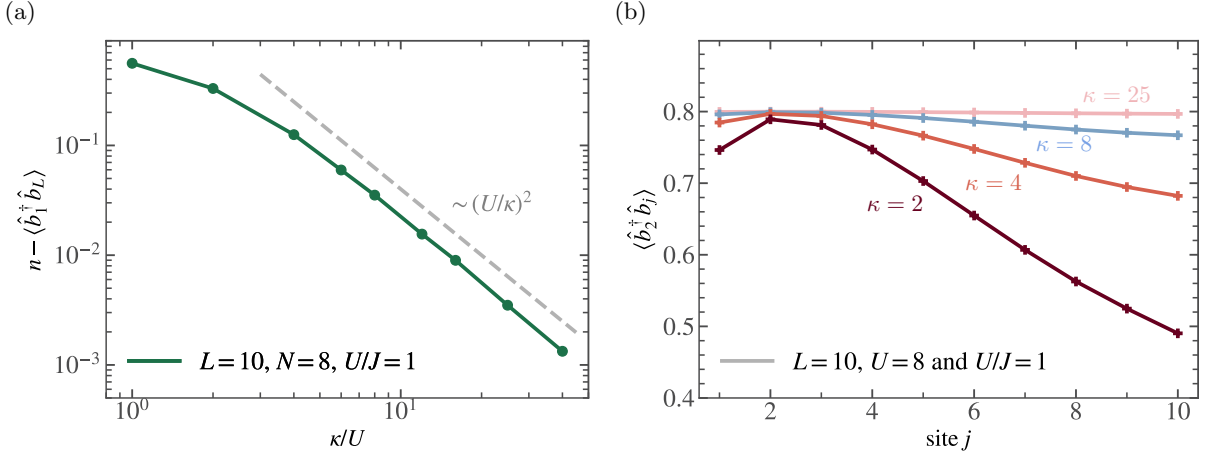 (a)
n − ⟨b̂₁† b̂_L⟩
10⁻¹
10⁻²
10⁻³
~ (U/κ)²
L = 10, N = 8, U/J = 1
10⁰
10¹
κ/U
(b)
⟨b̂₂† b̂ⱼ⟩
0.8
0.7
0.6
0.5
0.4
κ = 25
κ = 8
κ = 4
κ = 2
L = 10, U = 8 and U/J = 1
2
4
6
8
10
site j